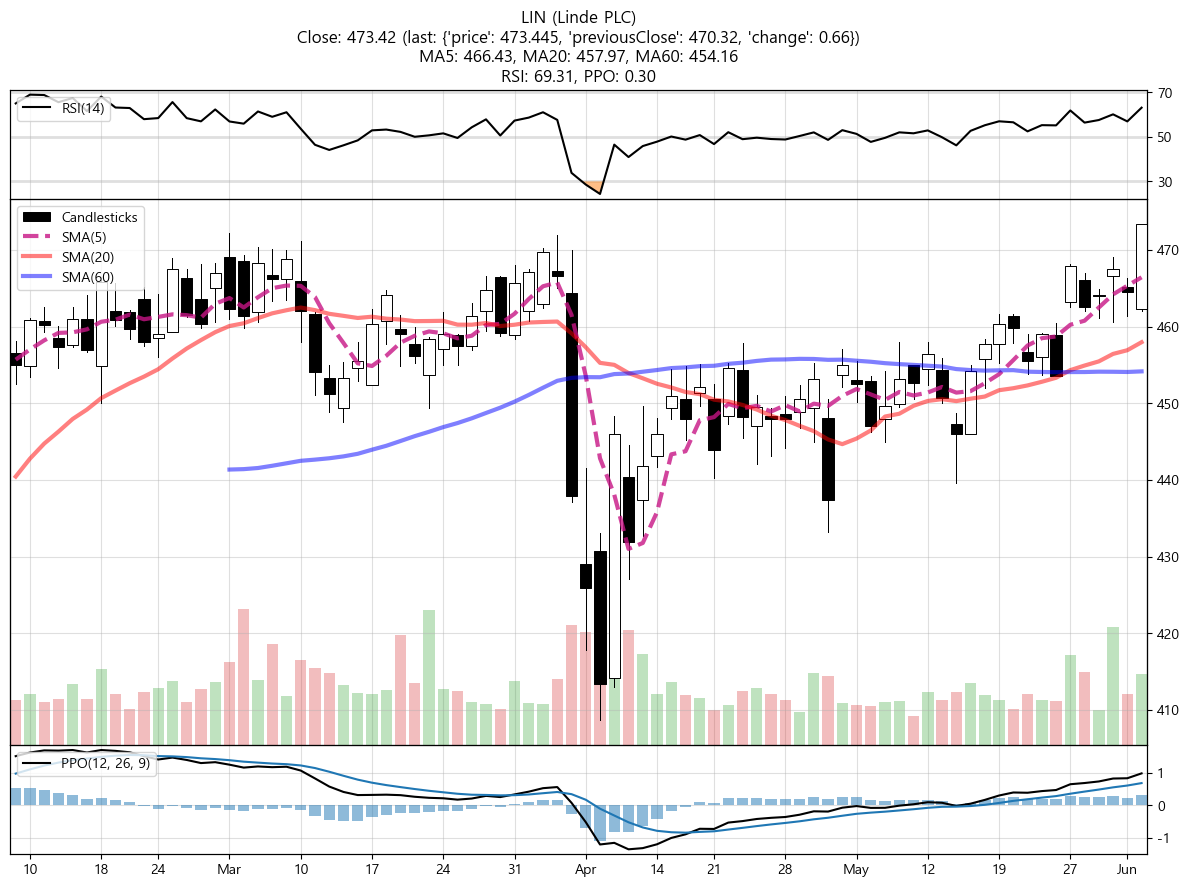 LIN (Linde PLC)
Close: 473.42 (last: {'price': 473.445, 'previousClose': 470.32, 'change': 0.66})
MA5: 466.43, MA20: 457.97, MA60: 454.16
RSI: 69.31, PPO: 0.30
RSI(14)
70
50
30
Candlesticks
SMA(5)
SMA(20)
SMA(60)
470
460
450
440
430
420
410
PPO(12, 26, 9)
1
0
-1
10 18 24 Mar 10 17 24 31 Apr 14 21 28 May 12 19 27 Jun